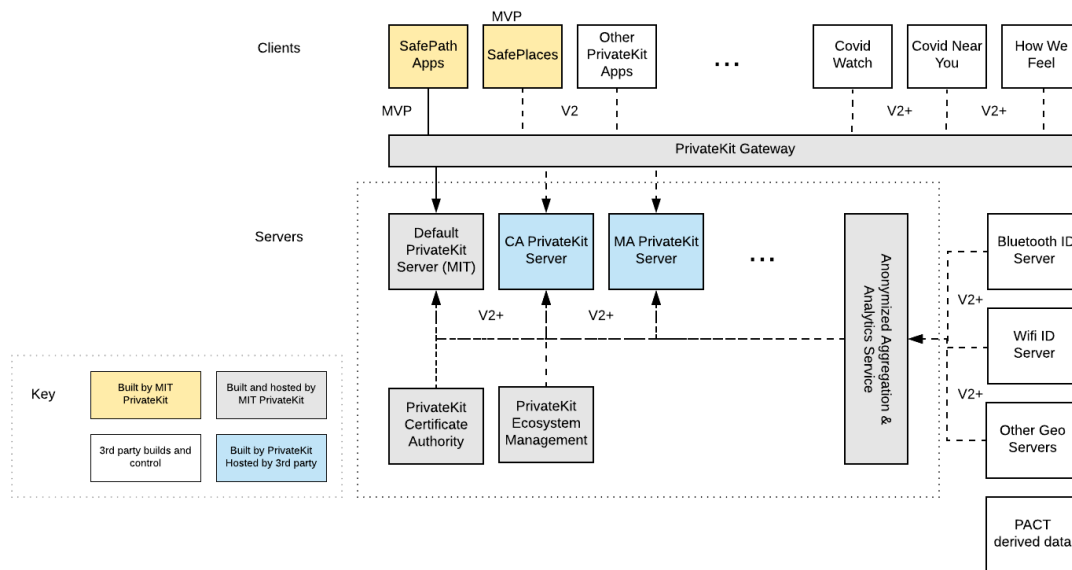 MVP
Clients
SafePath
Apps
SafePlaces
Other
PrivateKit
Apps
...
Covid
Watch
Covid Near
You
How We
Feel
MVP
V2
V2+
V2+
PrivateKit Gateway
Servers
Default
PrivateKit
Server (MIT)
CA PrivateKit
Server
MA PrivateKit
Server
...
Anonymized Aggregation &
Analytics Service
Bluetooth ID
Server
V2+
V2+
V2+
Wifi ID
Server
V2+
Key
Built by MIT
PrivateKit
Built and hosted by
MIT PrivateKit
3rd party builds and
control
Built by PrivateKit
Hosted by 3rd party
PrivateKit
Certificate
Authority
PrivateKit
Ecosystem
Management
Other Geo
Servers
PACT
derived data